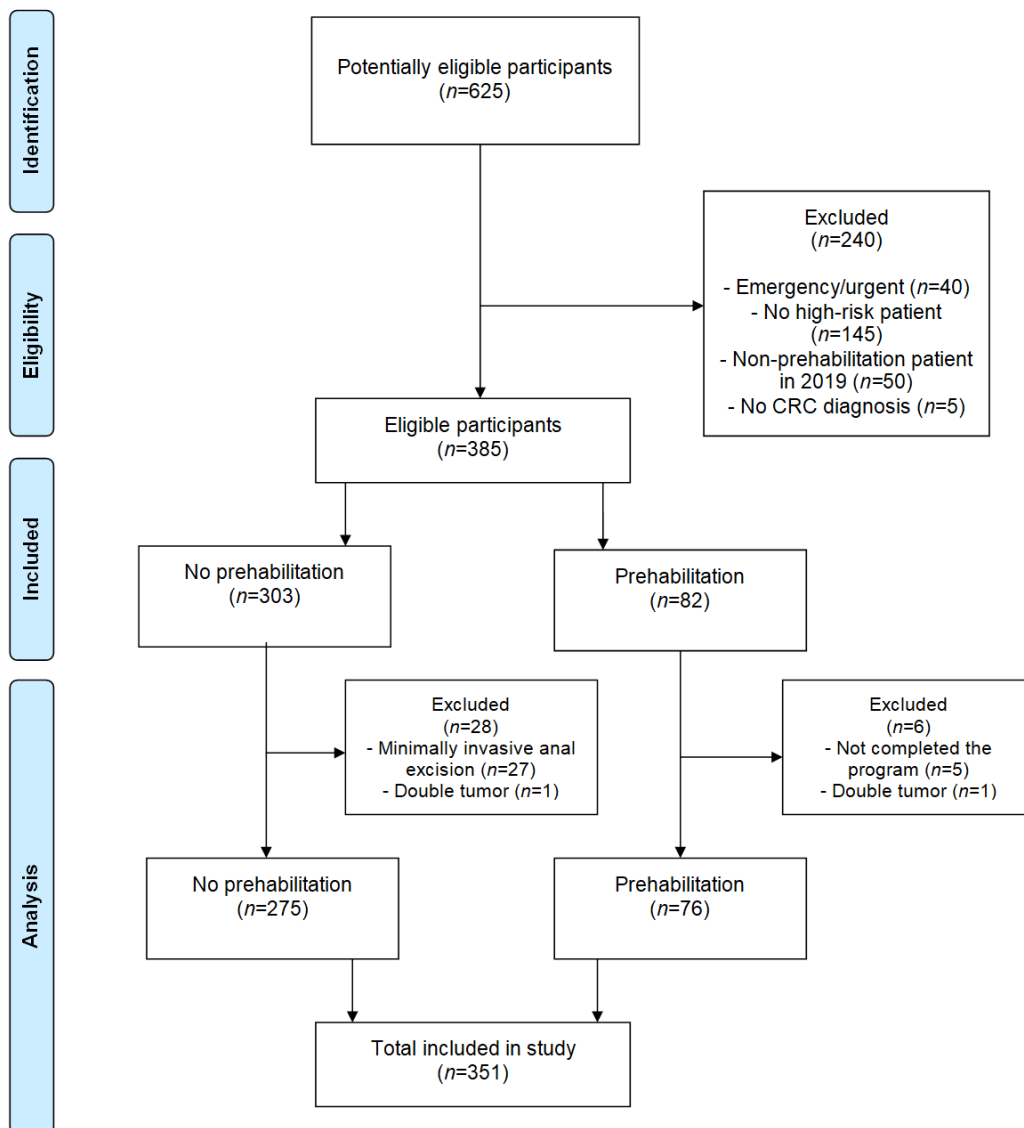 Identification
Potentially eligible participants
(n=625)
Excluded
(n=240)
- Emergency/urgent (n=40)
- No high-risk patient
(n=145)
- Non-prehabilitation patient
in 2019 (n=50)
- No CRC diagnosis (n=5)
Eligibility
Eligible participants
(n=385)
Included
No prehabilitation
(n=303)
Prehabilitation
(n=82)
Analysis
Excluded
(n=28)
- Minimally invasive anal
excision (n=27)
- Double tumor (n=1)
Excluded
(n=6)
- Not completed the
program (n=5)
- Double tumor (n=1)
No prehabilitation
(n=275)
Prehabilitation
(n=76)
Total included in study
(n=351)